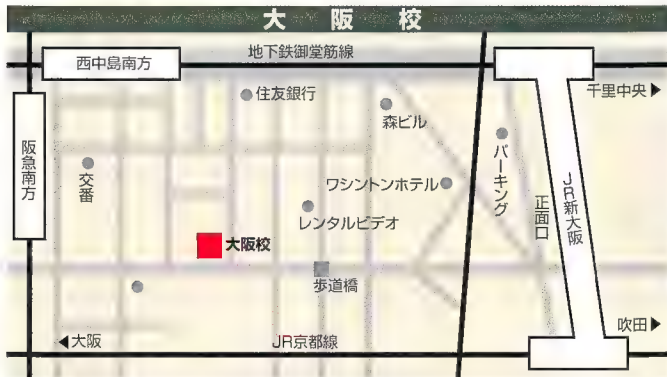 大阪校
地下鉄御堂筋線
西中島南方
千里中央▶
住友銀行
森ビル
阪急南方
交番
パーキング
ワシントンホテル
JR新大阪
正面口
レンタルビデオ
大阪校
歩道橋
吹田▶
◀大阪
JR京都線